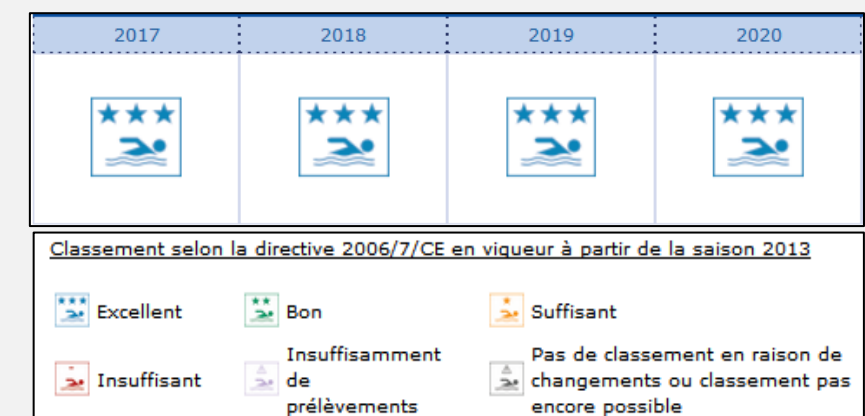 2017 2018 2019 2020
Classement selon la directive 2006/7/CE en vigueur à partir de la saison 2013
Excellent Bon Suffisant
Insuffisant
Insuffisamment
de
prélèvements
Pas de classement en raison de
changements ou classement pas
encore possible